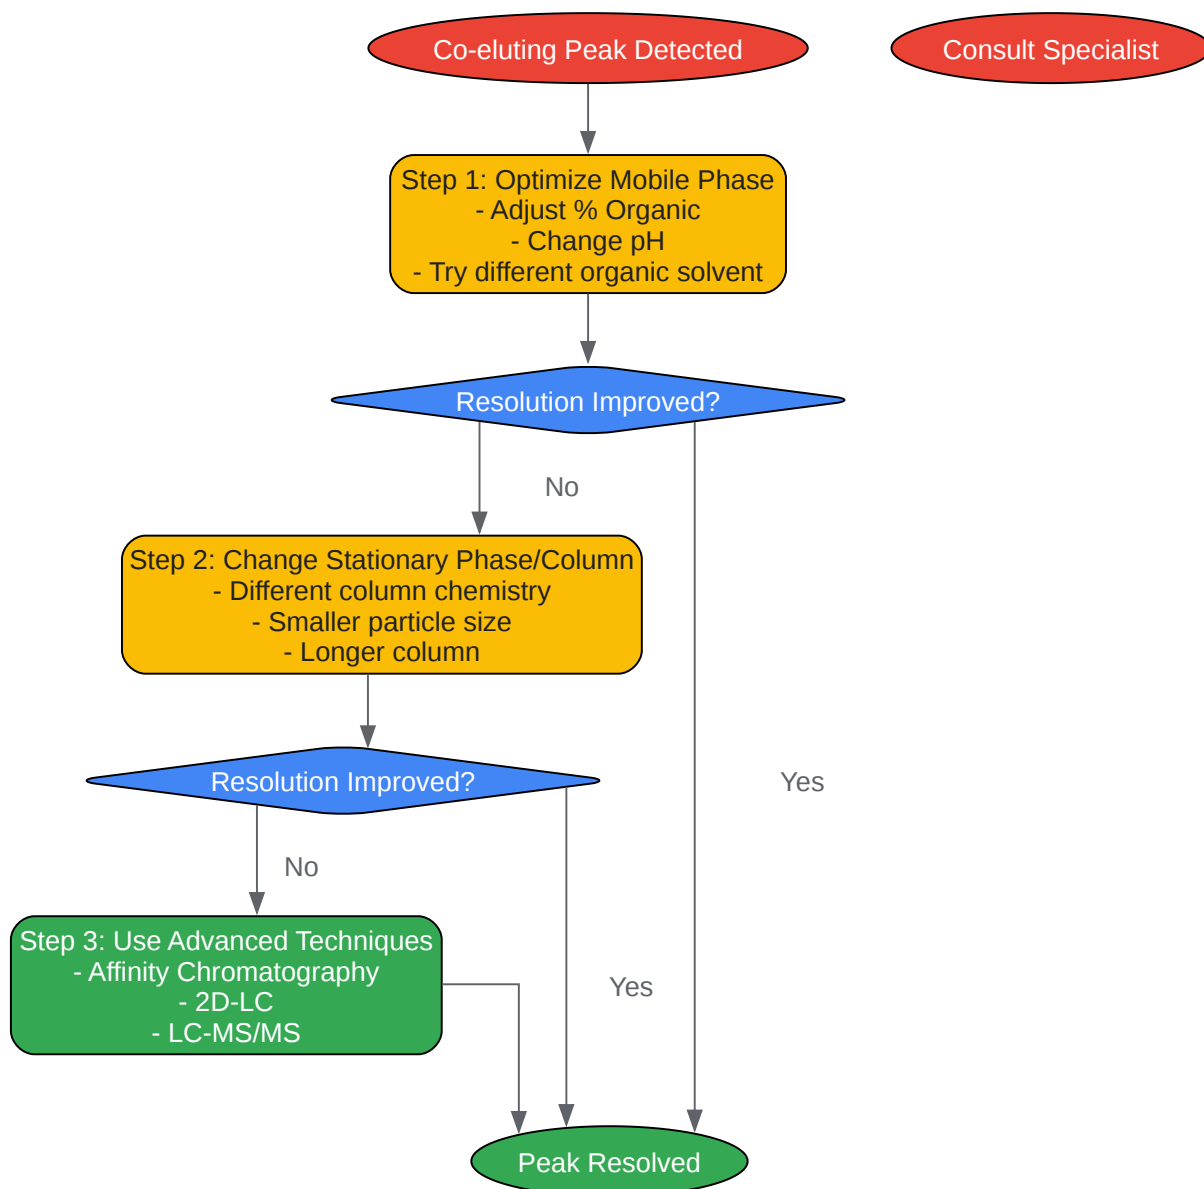 Co-eluting Peak Detected
Consult Specialist
Step 1: Optimize Mobile Phase
- Adjust % Organic
- Change pH
- Try different organic solvent
Resolution Improved?
No
Step 2: Change Stationary Phase/Column
- Different column chemistry
- Smaller particle size
- Longer column
Resolution Improved?
Yes
No
Step 3: Use Advanced Techniques
- Affinity Chromatography
- 2D-LC
- LC-MS/MS
Yes
Peak Resolved